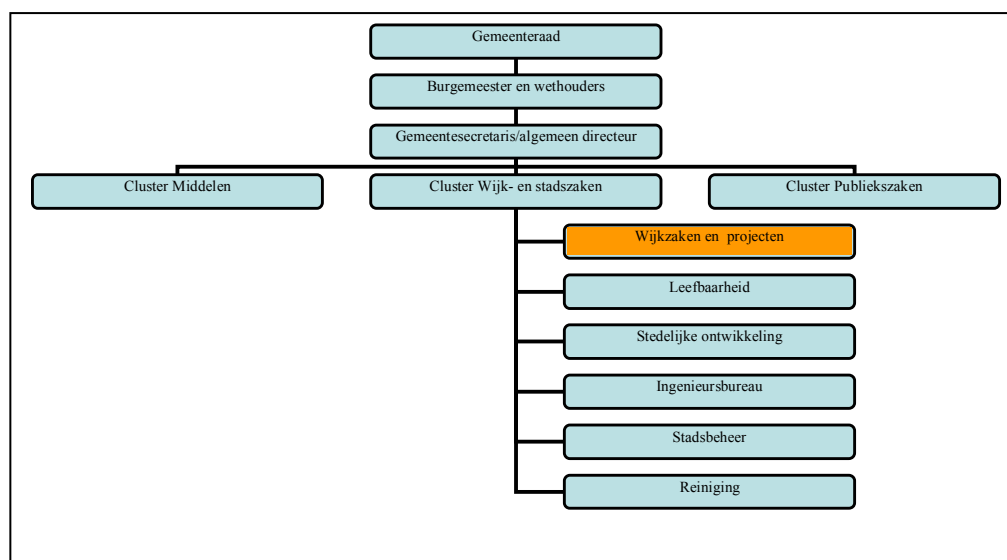 Gemeenteraad
Burgemeester en wethouders
Gemeentesecretaris/algemeen directeur
Cluster Middelen
Cluster Wijk- en stadszaken
Cluster Publiekszaken
Wijkzaken en  projecten
Leefbaarheid
Stedelijke ontwikkeling
Ingenieursbureau
Stadsbeheer
Reiniging